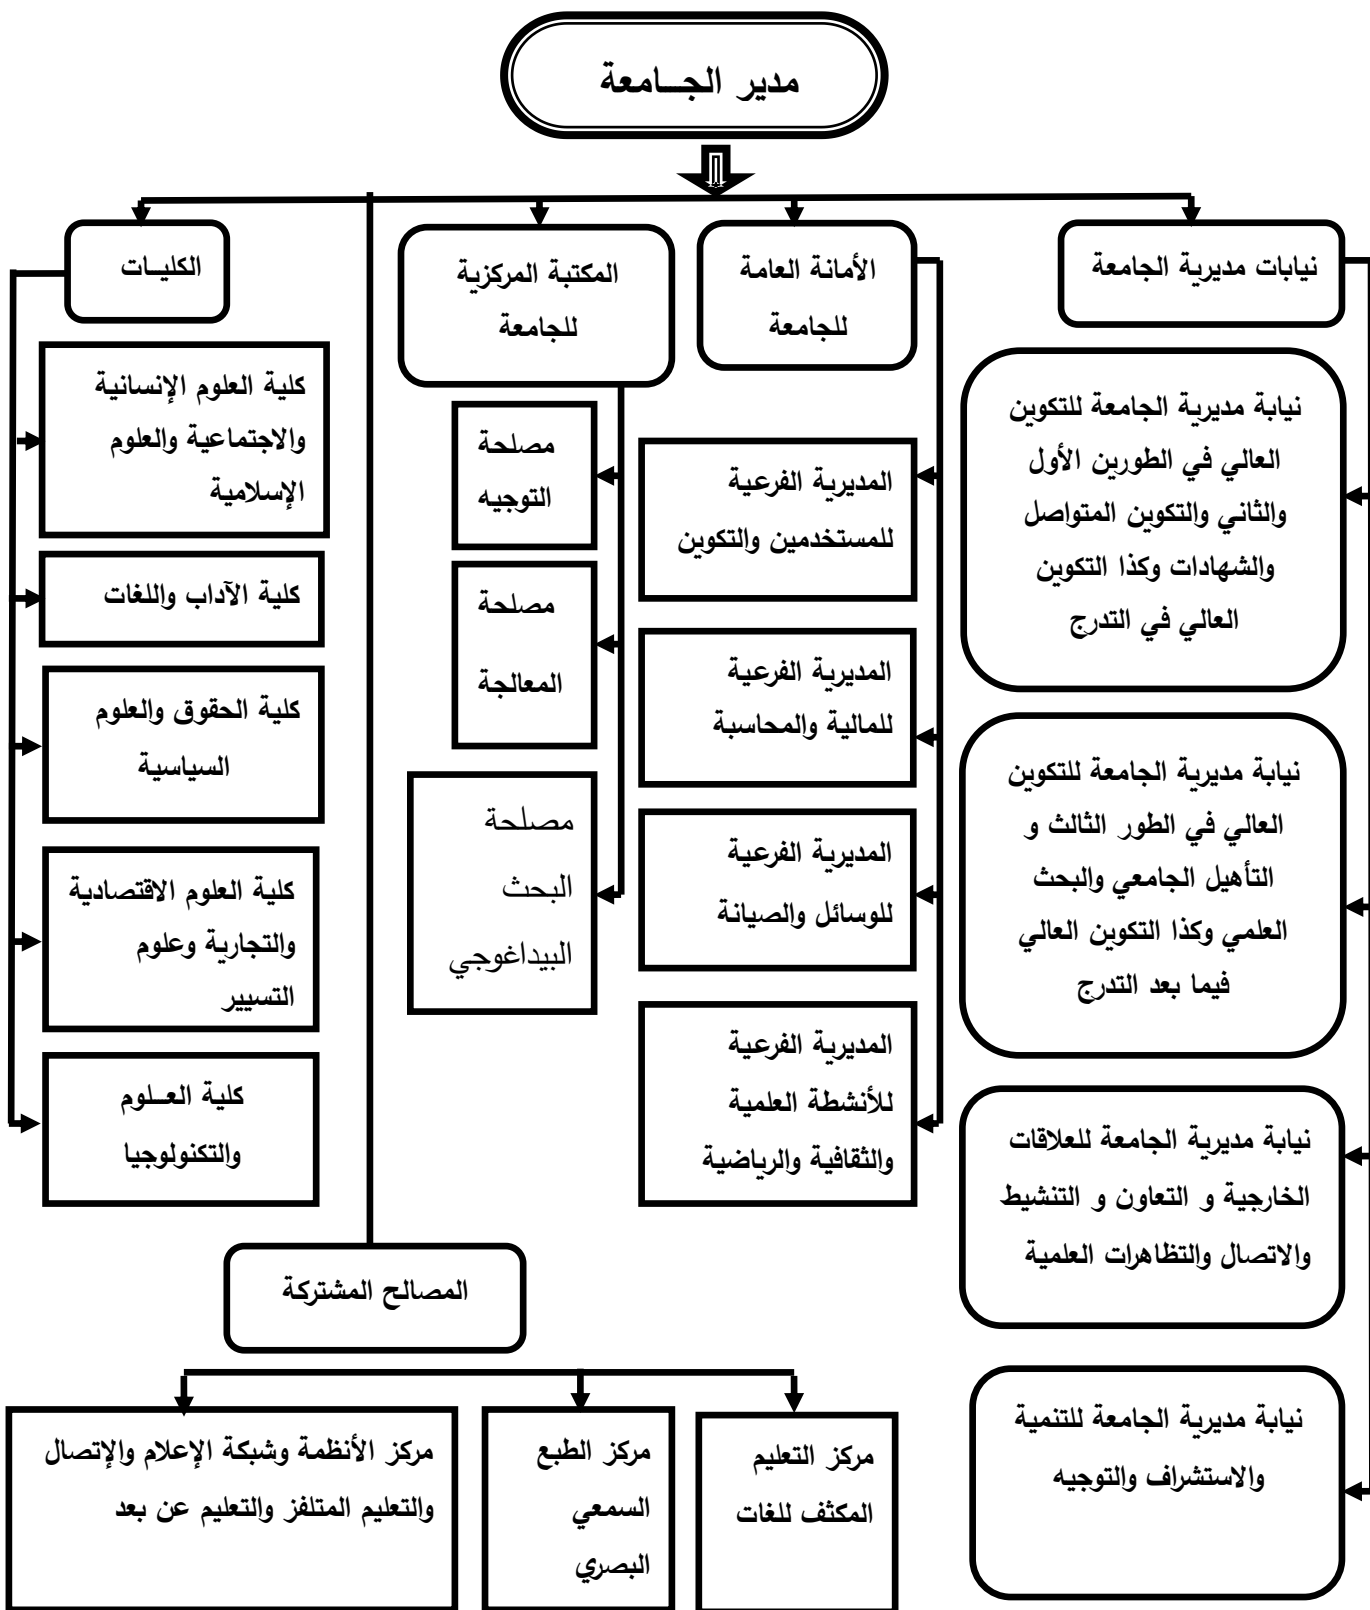 مدير الجــامعة
نيابات مديرية الجامعة
نيابة مديرية الجامعة للتكوين
العالي في الطورين الأول
والثاني والتكوين المتواصل
والشهادات وكذا التكوين
العالي في التدرج
نيابة مديرية الجامعة للتكوين
العالي في الطور الثالث و
التأهيل الجامعي والبحث
العلمي وكذا التكوين العالي
فيما بعد التدرج
نيابة مديرية الجامعة للعلاقات
الخارجية و التعاون و التنشيط
والاتصال والتظاهرات العلمية
نيابة مديرية الجامعة للتنمية
والاستشراف والتوجيه
الأمانة العامة
للجامعة
المديرية الفرعية
للمستخدمين والتكوين
المديرية الفرعية
للمالية والمحاسبة
المديرية الفرعية
للوسائل والصيانة
المديرية الفرعية
للأنشطة العلمية
والثقافية والرياضية
المكتبة المركزية
للجامعة
مصلحة
التوجيه
مصلحة
المعالجة
مصلحة
البحث
البيداغوجي
الكليــات
كلية العلوم الإنسانية
والاجتماعية والعلوم
الإسلامية
كلية الآداب واللغات
كلية الحقوق والعلوم
السياسية
كلية العلوم الاقتصادية
والتجارية وعلوم
التسيير
كلية العــلوم
والتكنولوجيا
المصالح المشتركة
مركز التعليم
المكثف للغات
مركز الطبع
السمعي
البصري
مركز الأنظمة وشبكة الإعلام والإتصال
والتعليم المتلفز والتعليم عن بعد